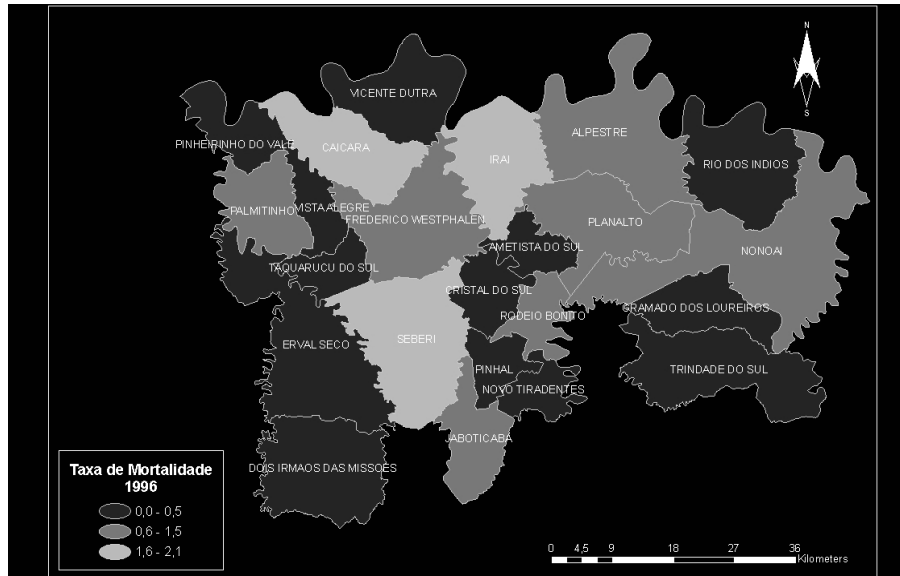 VICENTE DUTRA
ALPESTRE
PINHEIRINHO DO VALE
CAICARA
IRAI
RIO DOS INDIOS
PALMITINHO
VISTA ALEGRE
FREDERICO WESTPHALEN
PLANALTO
AMETISTA DO SUL
NONOAI
TAQUARUCU DO SUL
CRISTAL DO SUL
RODEIO BONITO
GRAMADO DOS LOUREIROS
ERVAL SECO
SEBERI
PINHAL
TRINDADE DO SUL
NOVO TIRADENTES
JABOTICABA
DOIS IRMAOS DAS MISSOES
S
Taxa de Mortalidade
1996
0,0 - 0,5
0,6 - 1,5
1,6 - 2,1
0 4,5 9 18 27 36
Kilometers